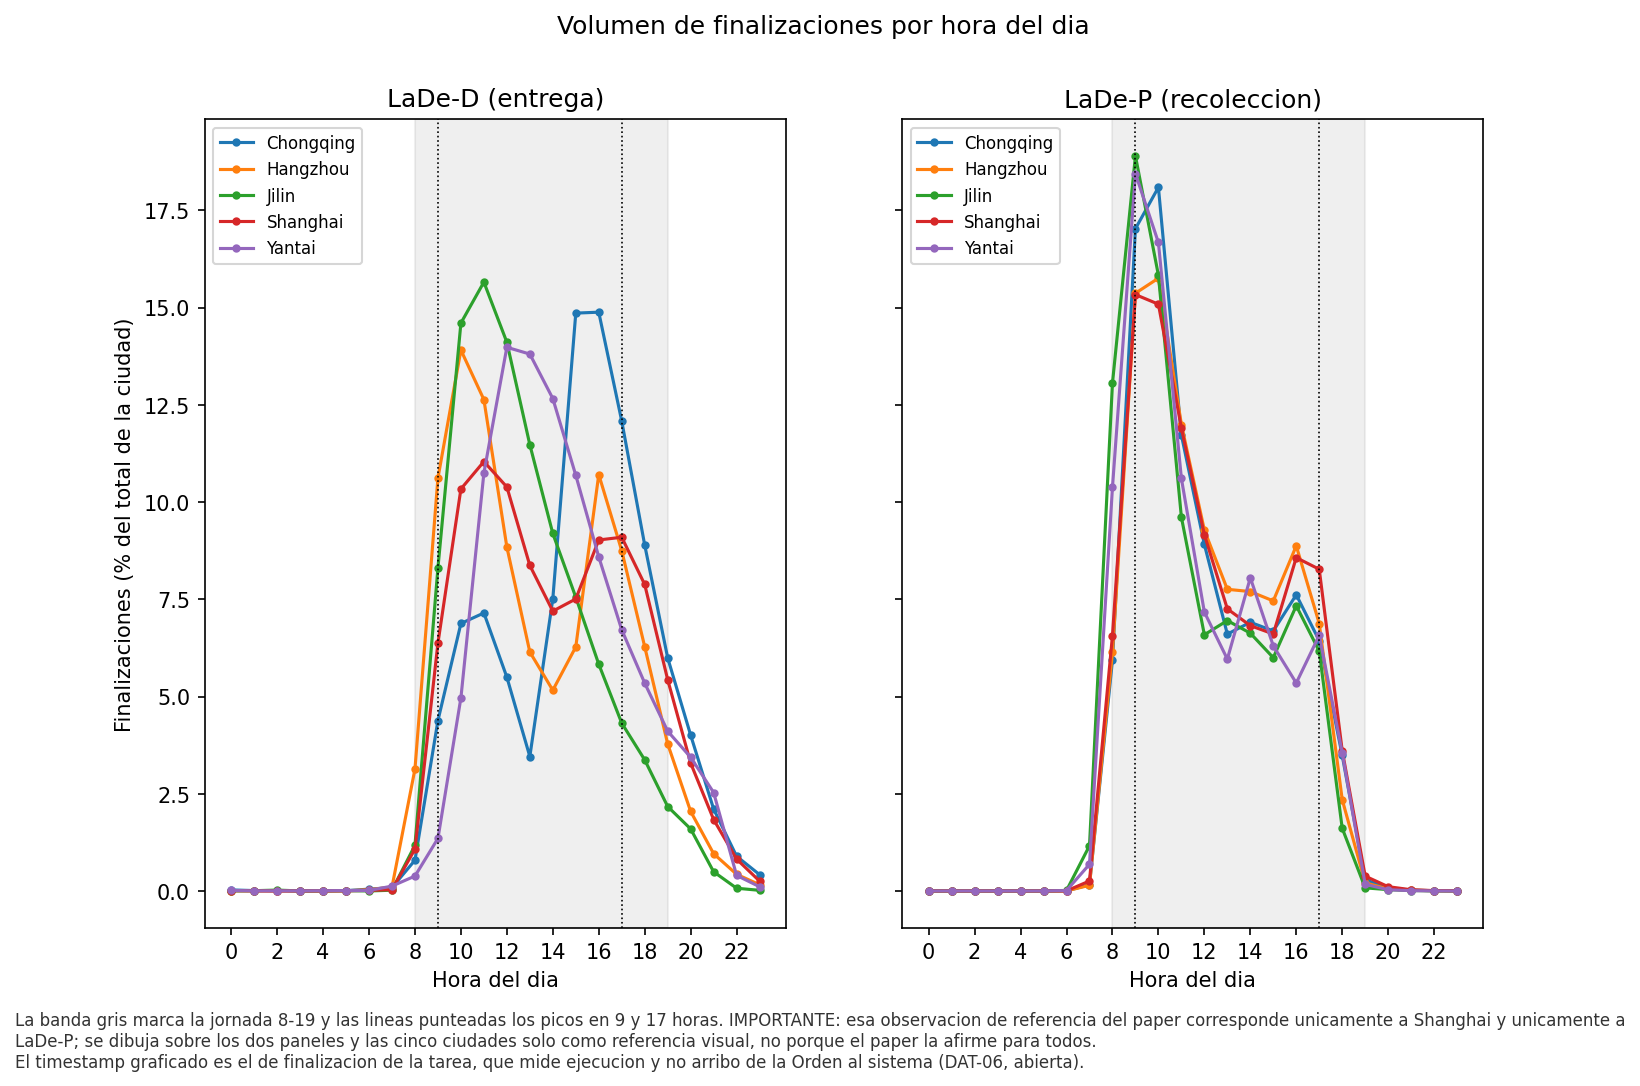 Volumen de finalizaciones por hora del dia
LaDe-D (entrega)
Chongqing
Hangzhou
Jilin
Shanghai
Yantai
Finalizaciones (% del total de la ciudad)
17.5
15.0
12.5
10.0
7.5
5.0
2.5
0.0
0 2 4 6 8 10 12 14 16 18 20 22
Hora del dia
LaDe-P (recoleccion)
Chongqing
Hangzhou
Jilin
Shanghai
Yantai
0 2 4 6 8 10 12 14 16 18 20 22
Hora del dia
La banda gris marca la jornada 8-19 y las lineas punteadas los picos en 9 y 17 horas. IMPORTANTE: esa observacion de referencia del paper corresponde unicamente a Shanghai y unicamente a
LaDe-P; se dibuja sobre los dos paneles y las cinco ciudades solo como referencia visual, no porque el paper la afirme para todos.
El timestamp graficado es el de finalizacion de la tarea, que mide ejecucion y no arribo de la Orden al sistema (DAT-06, abierta).